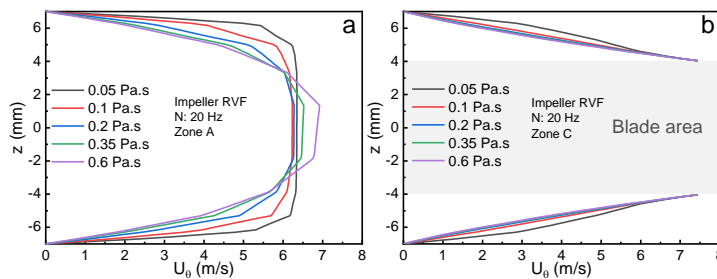 a
6
4
2
0
-2
-4
-6
z (mm)
0.05 Pa.s
0.1 Pa.s
0.2 Pa.s
0.35 Pa.s
0.6 Pa.s
Impeller RVF
N: 20 Hz
Zone A
0 1 2 3 4 5 6 7 8
Uθ (m/s)
b
6
4
2
0
-2
-4
-6
z (mm)
0.05 Pa.s
0.1 Pa.s
0.2 Pa.s
0.35 Pa.s
0.6 Pa.s
Impeller RVF
N: 20 Hz
Zone C
Blade area
0 1 2 3 4 5 6 7 8
Uθ (m/s)